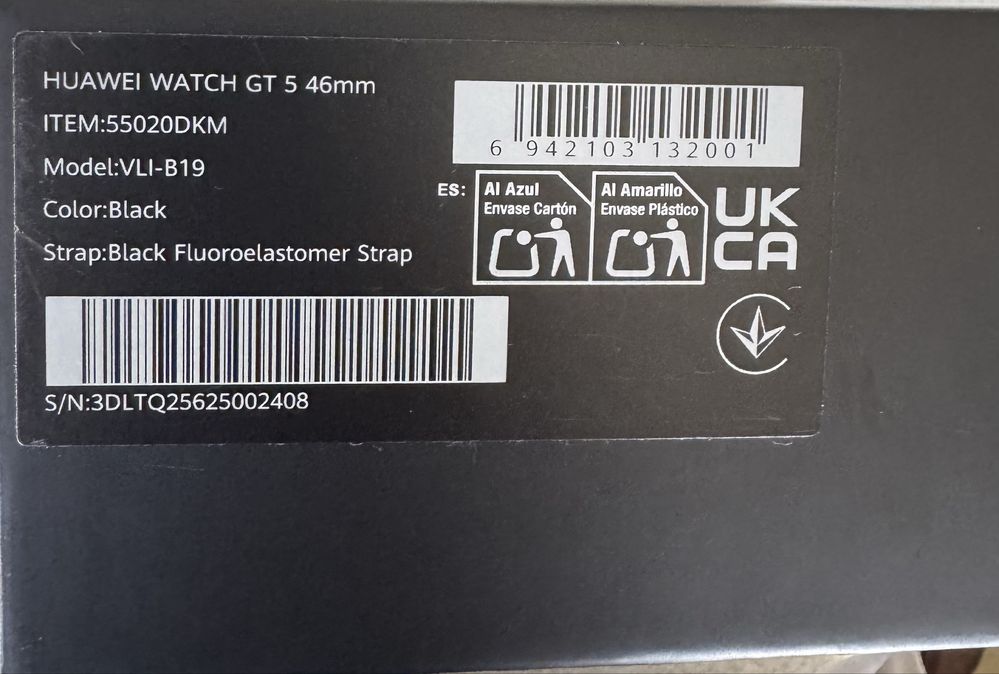 HUAWEI WATCH GT 5 46mm
ITEM:55020DKM
Model:VLI-B19
Color:Black
Strap:Black Fluoroelastomer Strap
S/N:3DLTQ25625002408
6 942103 132001
ES:
Al Azul
Envase Cartón
Al Amarillo
Envase Plástico
UK
CA